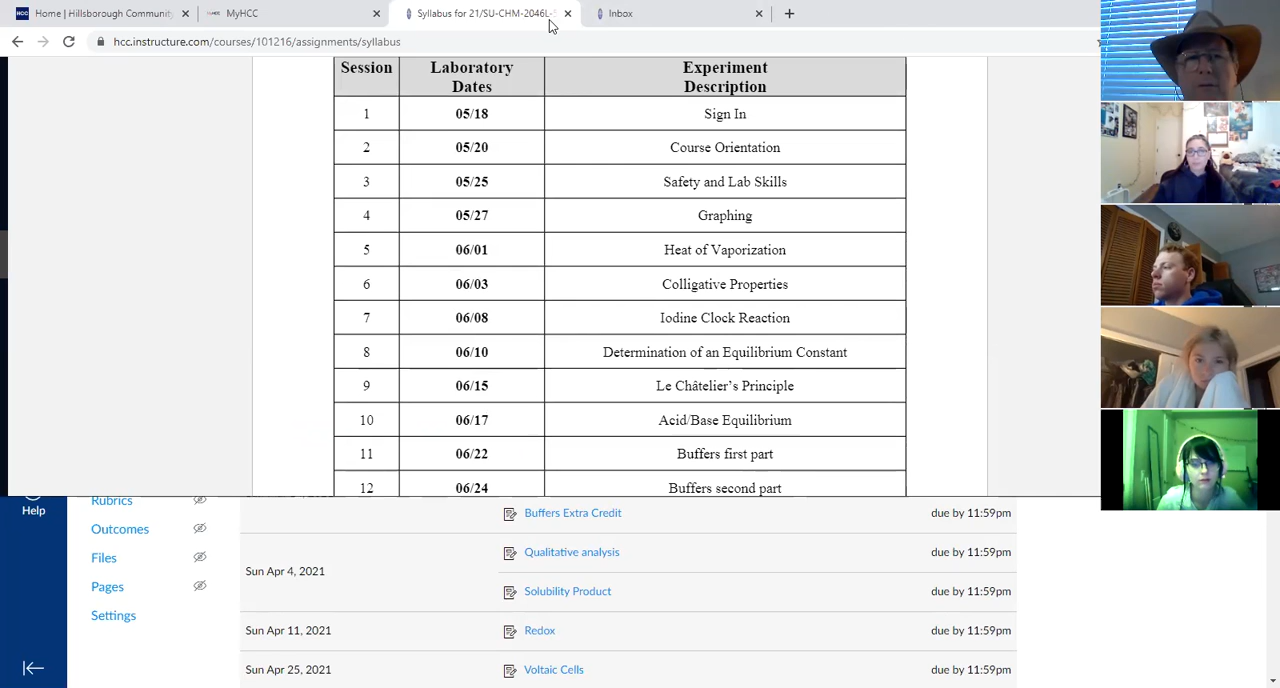 Home | Hillsborough Community
MyHCC
Syllabus for 21/SU-CHM-2046L-
Inbox
hcc.instructure.com/courses/101216/assignments/syllabus
Session Laboratory Dates Experiment Description
1 05/18 Sign In
2 05/20 Course Orientation
3 05/25 Safety and Lab Skills
4 05/27 Graphing
5 06/01 Heat of Vaporization
6 06/03 Colligative Properties
7 06/08 Iodine Clock Reaction
8 06/10 Determination of an Equilibrium Constant
9 06/15 Le Châtelier's Principle
10 06/17 Acid/Base Equilibrium
11 06/22 Buffers first part
12 06/24 Buffers second part
Help
Rubrics
Outcomes
Files
Pages
Settings
Buffers Extra Credit due by 11:59pm
Sun Apr 4, 2021
Qualitative analysis due by 11:59pm
Solubility Product due by 11:59pm
Sun Apr 11, 2021 Redox due by 11:59pm
Sun Apr 25, 2021 Voltaic Cells due by 11:59pm